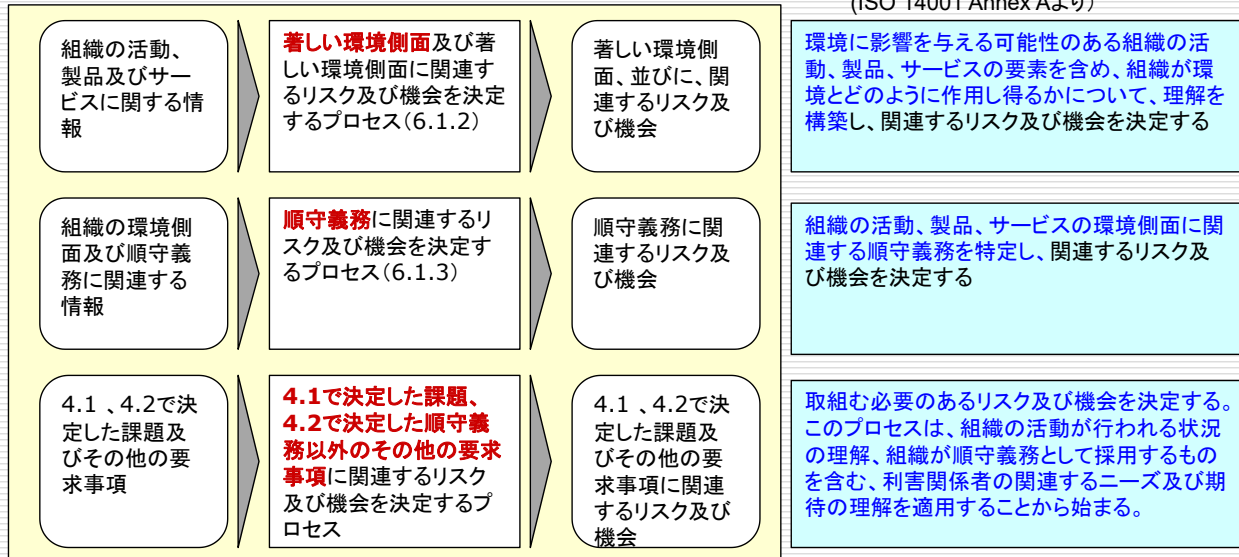 (ISO 14001 Annex Aより)
組織の活動、
製品及びサー
ビスに関する情
報
著しい環境側面及び著
しい環境側面に関連す
るリスク及び機会を決定
するプロセス(6.1.2)
著しい環境側
面、並びに、関
連するリスク及
び機会
環境に影響を与える可能性のある組織の活
動、製品、サービスの要素を含め、組織が環
境とどのように作用し得るかについて、理解を
構築し、関連するリスク及び機会を決定する
組織の環境側
面及び順守義
務に関連する
情報
順守義務に関連するリ
スク及び機会を決定す
るプロセス(6.1.3)
順守義務に関
連するリスク及
び機会
組織の活動、製品、サービスの環境側面に関
連する順守義務を特定し、関連するリスク及
び機会を決定する
4.1 、4.2で決
定した課題及
びその他の要
求事項
4.1で決定した課題、
4.2で決定した順守義
務以外のその他の要求
事項に関連するリスク
及び機会を決定するプ
ロセス
4.1 、4.2で決
定した課題及
びその他の要
求事項に関連
するリスク及び
機会
取組む必要のあるリスク及び機会を決定する。
このプロセスは、組織の活動が行われる状況
の理解、組織が順守義務として採用するもの
を含む、利害関係者の関連するニーズ及び期
待の理解を適用することから始まる。